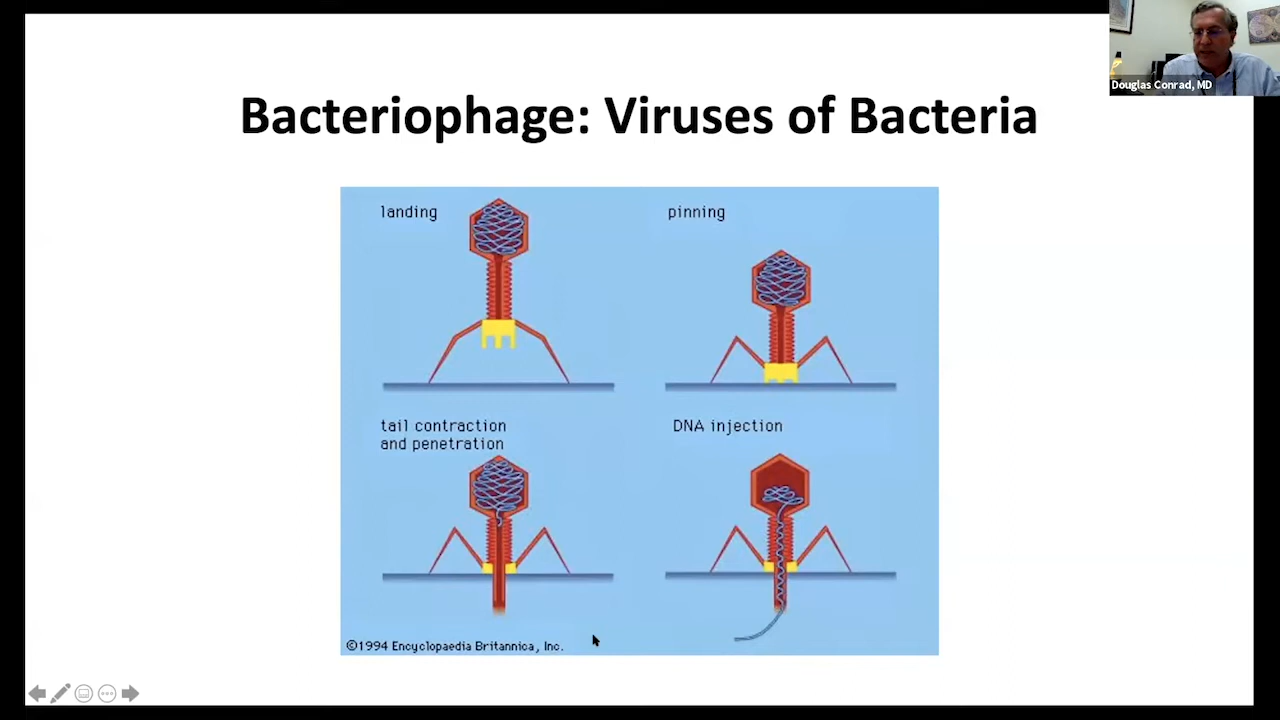 Douglas Conrad, MD
Bacteriophage: Viruses of Bacteria
landing
pinning
tail contraction
and penetration
DNA injection
©1994 Encyclopaedia Britannica, Inc.